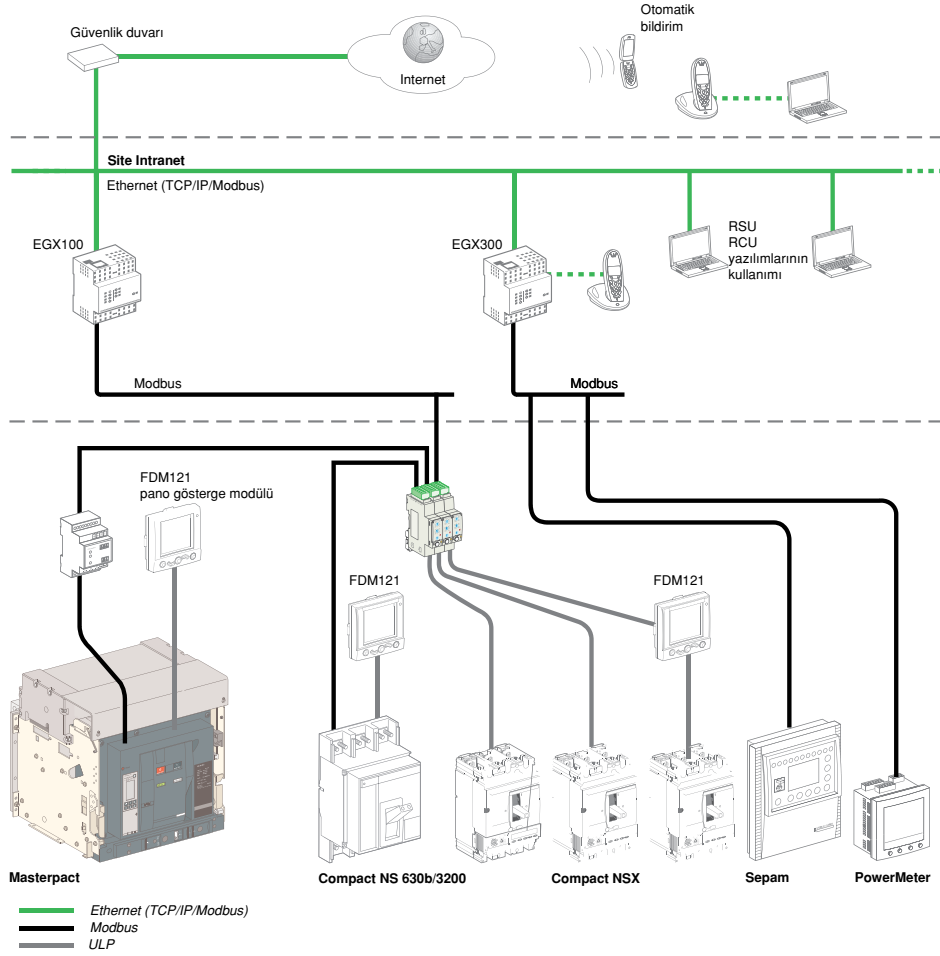 Güvenlik duvarı
Internet
Otomatik
bildirim
Site Intranet
Ethernet (TCP/IP/Modbus)
EGX100
EGX300
RSU
RCU
yazılımlarının
kullanımı
Modbus
Modbus
FDM121
pano gösterge modülü
FDM121
FDM121
Masterpact
Compact NS 630b/3200
Compact NSX
Sepam
PowerMeter
Ethernet (TCP/IP/Modbus)
Modbus
ULP